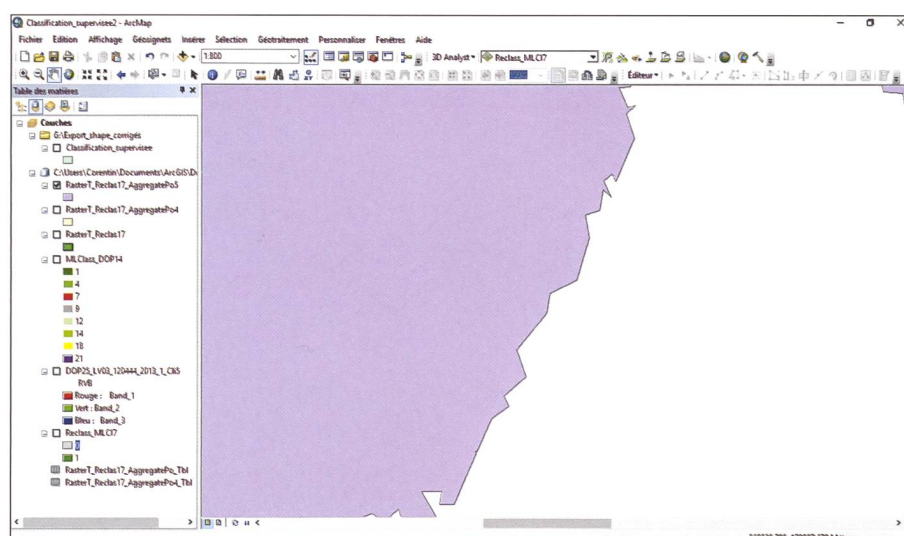 Classification_supervisee2 - ArcMap
Fichier Edition Affichage Géosignets Insérer Sélection Géotraitement Personnaliser Fenêtres Aide
1:800 3D Analyst Reclass_MLCl7
Éditeur
Table des matières
Couches
G:\Export_shape_corrigés
Classification_supervisee
C:\Users\Corentin\Documents\ArcGIS\D
RasterT_Reclas17_AggregatePo5
RasterT_Reclas17_AggregatePo4
RasterT_Reclas17
MLClass_DOP14
1
4
7
9
12
14
18
21
DOP25_LV03_120444_2013_1_Clk5
RVB
Rouge : Band_1
Vert : Band_2
Bleu : Band_3
Reclass_MLCl7
0
1
RasterT_Reclas17_AggregatePo_Tbl
RasterT_Reclas17_AggregatePo4_Tbl